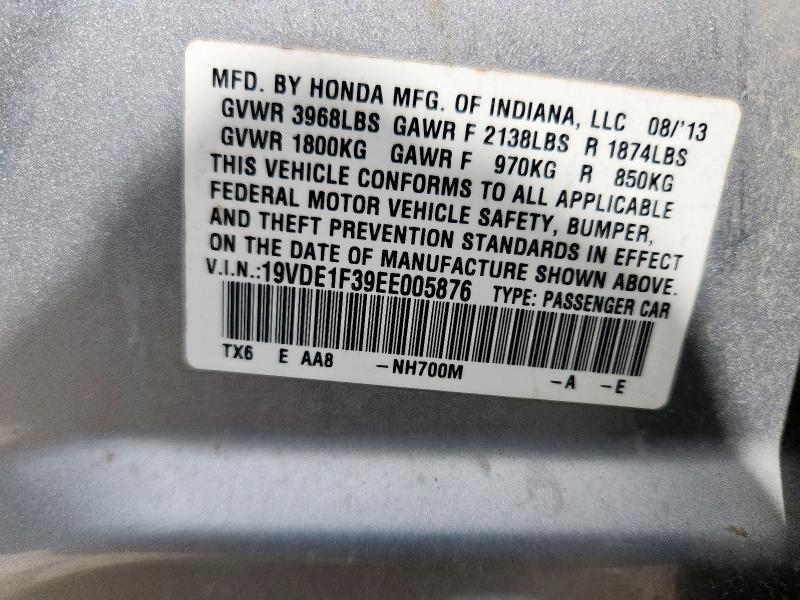 MFD. BY HONDA MFG. OF INDIANA, LLC 08/'13
GVWR 3968LBS GAWR F 2138LBS R 1874LBS
GVWR 1800KG GAWR F 970KG R 850KG
THIS VEHICLE CONFORMS TO ALL APPLICABLE
FEDERAL MOTOR VEHICLE SAFETY, BUMPER,
AND THEFT PREVENTION STANDARDS IN EFFECT
ON THE DATE OF MANUFACTURE SHOWN ABOVE.
V.I.N.:19VDE1F39EE005876 TYPE: PASSENGER CAR
TX6 E AA8 -NH700M -A -E